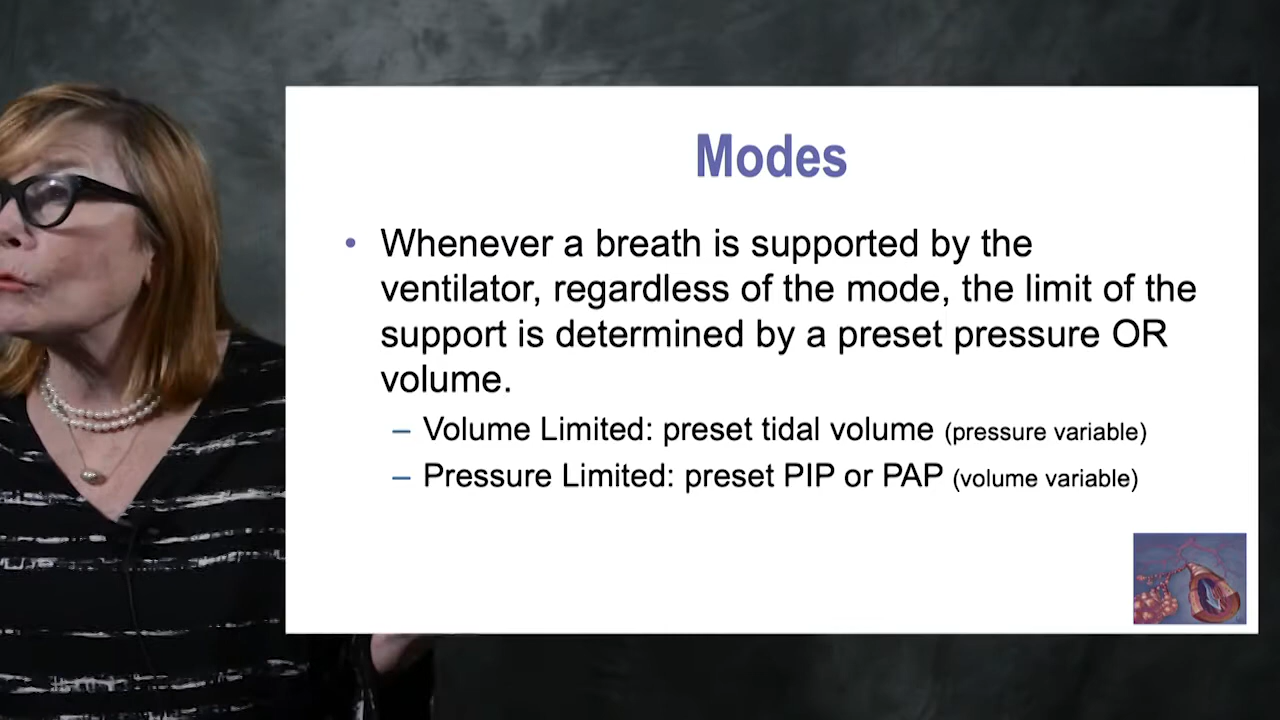 Modes
• Whenever a breath is supported by the
ventilator, regardless of the mode, the limit of the
support is determined by a preset pressure OR
volume.
– Volume Limited: preset tidal volume (pressure variable)
– Pressure Limited: preset PIP or PAP (volume variable)